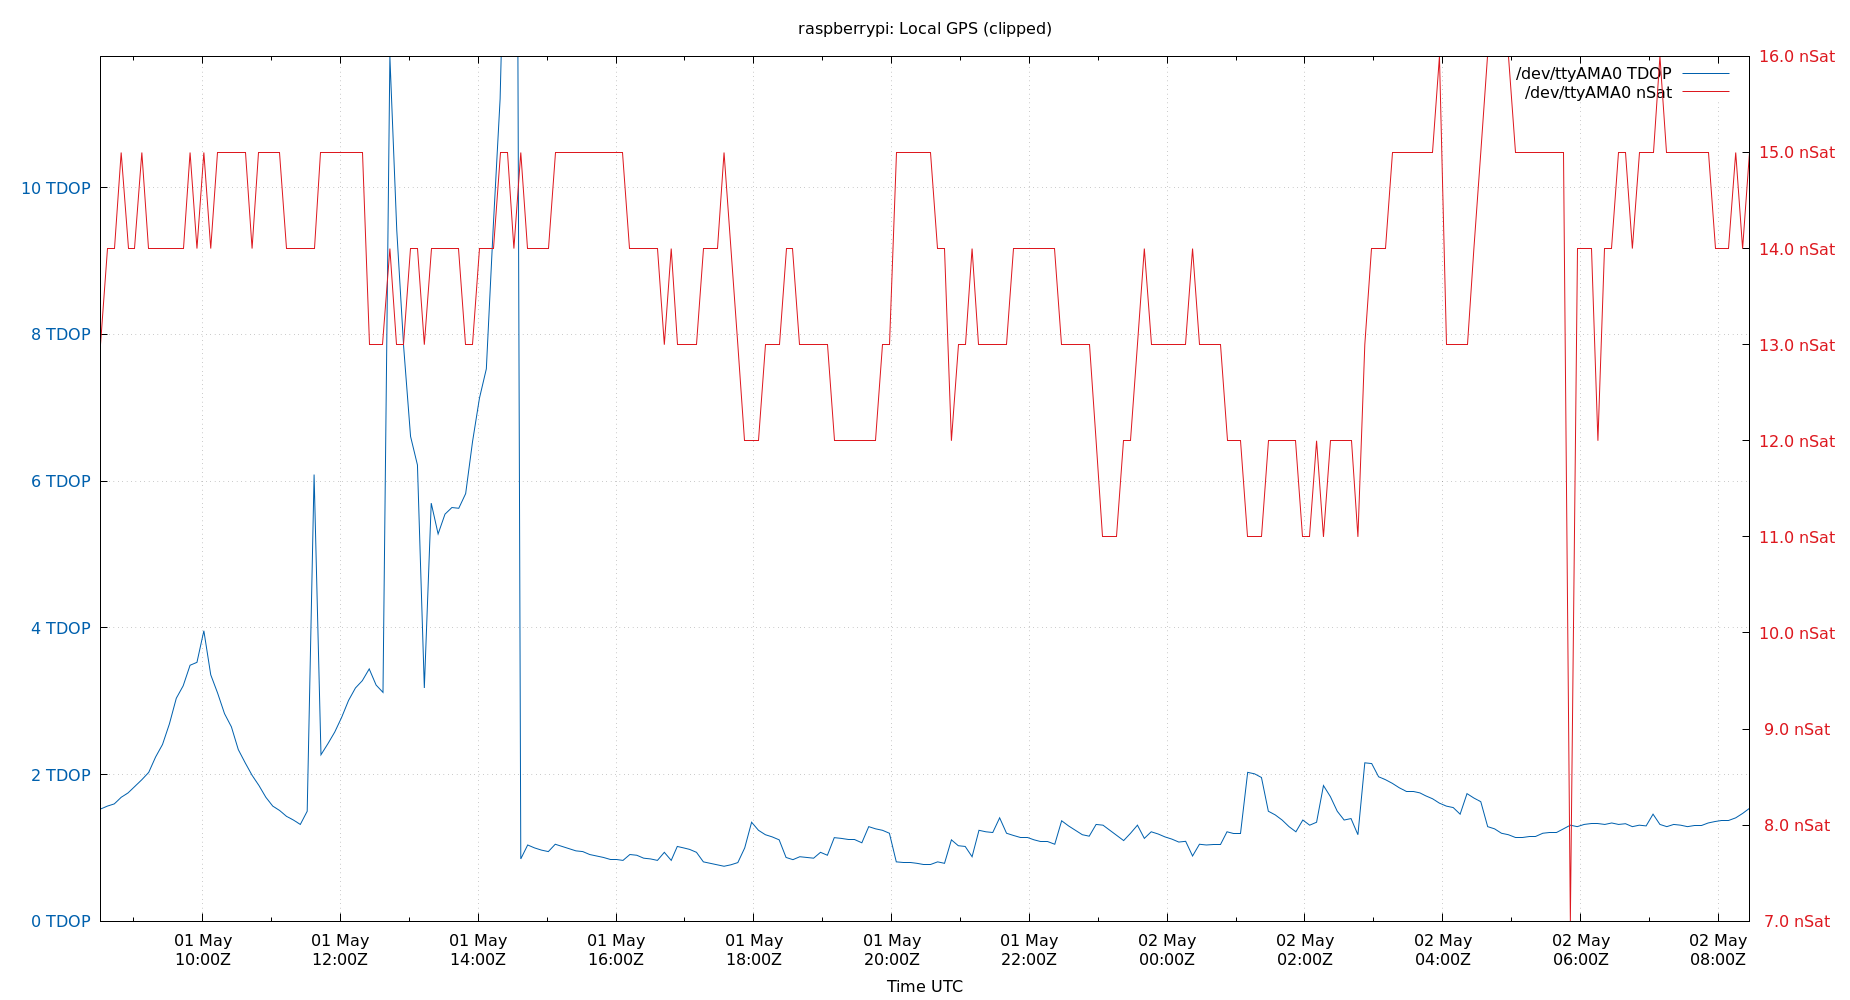 raspberrypi: Local GPS (clipped)
/dev/ttyAMA0 TDOP
/dev/ttyAMA0 nSat
10 TDOP
8 TDOP
6 TDOP
4 TDOP
2 TDOP
0 TDOP
16.0 nSat
15.0 nSat
14.0 nSat
13.0 nSat
12.0 nSat
11.0 nSat
10.0 nSat
9.0 nSat
8.0 nSat
7.0 nSat
01 May 01 May 01 May 01 May 01 May 01 May 01 May 02 May 02 May 02 May 02 May 02 May
10:00Z 12:00Z 14:00Z 16:00Z 18:00Z 20:00Z 22:00Z 00:00Z 02:00Z 04:00Z 06:00Z 08:00Z
Time UTC